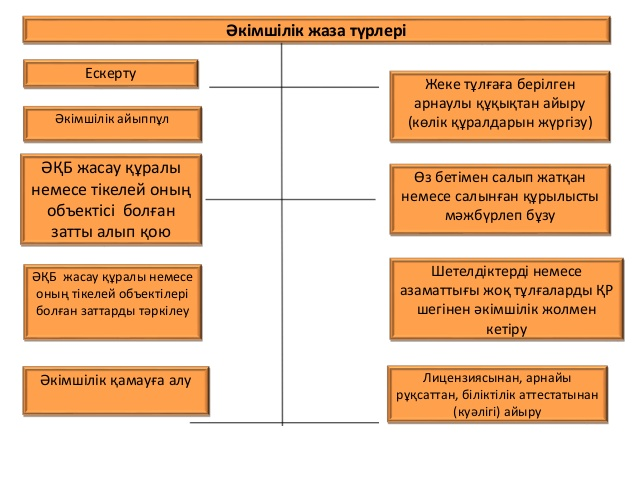 Әкімшілік жаза түрлері
Ескерту
Әкімшілік айыппұл
ӘҚБ жасау құралы
немесе тікелей оның
объектісі болған
затты алып қою
ӘҚБ жасау құралы немесе
оның тікелей объектілері
болған заттарды тәркілеу
Әкімшілік қамауға алу
Жеке тұлғаға берілген
арнаулы құқықтан айыру
(көлік құралдарын жүргізу)
Өз бетімен салып жатқан
немесе салынған құрылысты
мәжбүрлеп бұзу
Шетелдіктерді немесе
азаматтығы жоқ тұлғаларды ҚР
шегінен әкімшілік жолмен
кетіру
Лицензиясынан, арнайы
рұқсаттан, біліктілік аттестатынан
(куәлігі) айыру